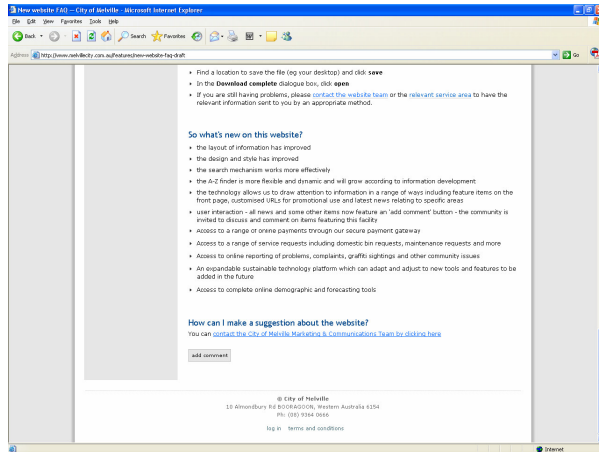 New website FAQ — City of Melville - Microsoft Internet Explorer
File Edit View Favorites Tools Help
Back Search Favorites
Address http://www.melvillecity.com.au/features/new-website-faq-draft Go
Find a location to save the file (eg your desktop) and click save
In the Download complete dialogue box, click open
If you are still having problems, please contact the website team or the relevant service area to have the
relevant information sent to you by an appropriate method.
So what's new on this website?
the layout of information has improved
the design and style has improved
the search mechanism works more effectively
the A-Z finder is more flexible and dynamic and will grow according to information development
the technology allows us to draw attention to information in a range of ways including feature items on the
front page, customised URLs for promotional use and latest news relating to specific areas
user interaction - all news and some other items now feature an 'add comment' button - the community is
invited to discuss and comment on items featuring this facility
Access to a range of online payments through our secure payment gateway
Access to a range of service requests including domestic bin requests, maintenance requests and more
Access to online reporting of problems, complaints, graffiti sightings and other community issues
An expandable sustainable technology platform which can adapt and adjust to new tools and features to be
added in the future
Access to complete online demographic and forecasting tools
How can I make a suggestion about the website?
You can contact the City of Melville Marketing & Communications Team by clicking here
add comment
© City of Melville
10 Almondbury Rd BOORAGOON, Western Australia 6154
Ph: (08) 9364 0666
log in terms and conditions
Internet